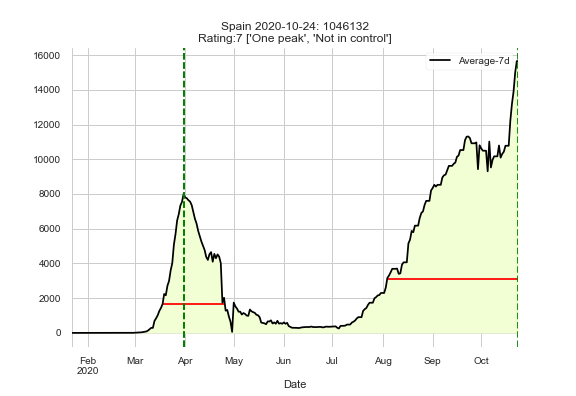 Spain 2020-10-24: 1046132
Rating:7 ['One peak', 'Not in control']
Average-7d
16000
14000
12000
10000
8000
6000
4000
2000
0
Feb Mar Apr May Jun Jul Aug Sep Oct
2020
Date